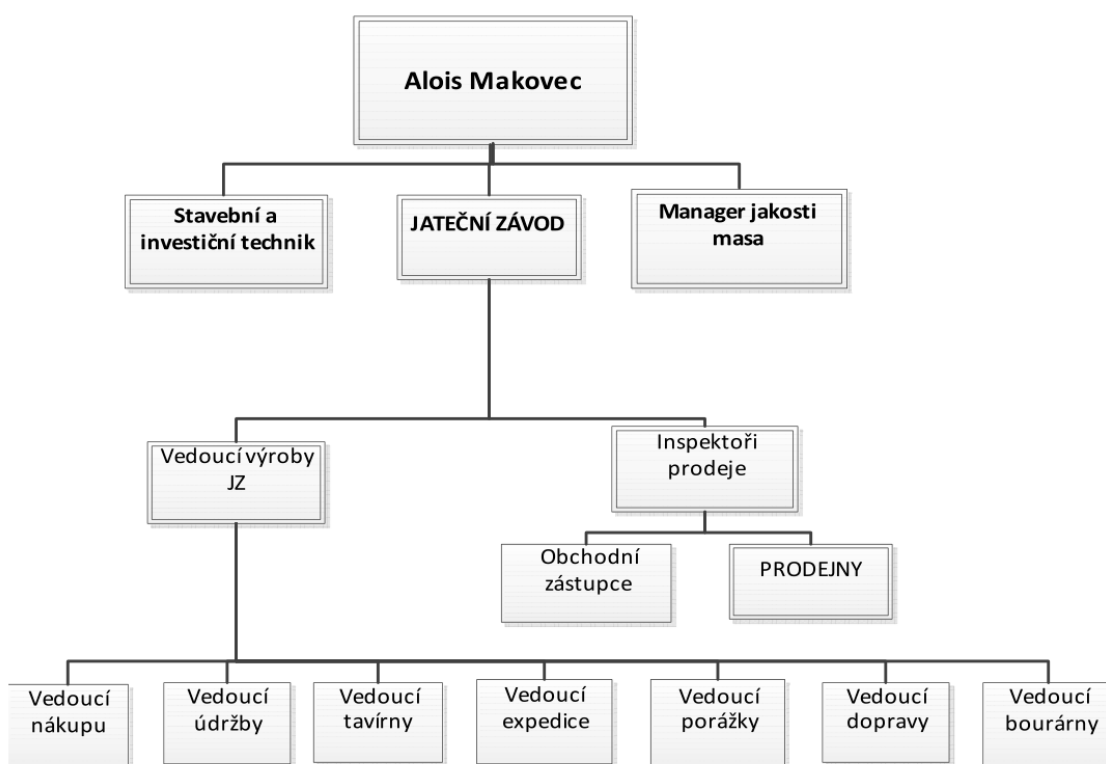 Alois Makovec
Stavební a
investiční technik
JATEČNÍ ZÁVOD
Manager jakosti
masa
Vedoucí výroby
JZ
Inspektoři
prodeje
Obchodní
zástupce
PRODEJNY
Vedoucí
nákupu
Vedoucí
údržby
Vedoucí
tavírny
Vedoucí
expedice
Vedoucí
porážky
Vedoucí
dopravy
Vedoucí
bourárny